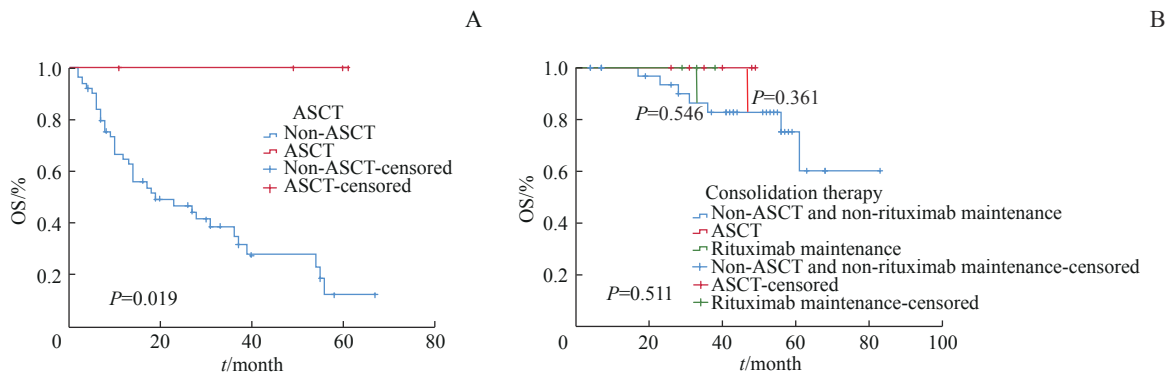 A
1.0
0.8
0.6
0.4
0.2
0
20
40
60
80
OS/%
t/month
ASCT
Non-ASCT
ASCT
Non-ASCT-censored
ASCT-censored
P=0.019
B
1.0
0.8
0.6
0.4
0.2
0
20
40
60
80
100
OS/%
t/month
P=0.546
P=0.361
Consolidation therapy
Non-ASCT and non-rituximab maintenance
ASCT
Rituximab maintenance
Non-ASCT and non-rituximab maintenance-censored
ASCT-censored
Rituximab maintenance-censored
P=0.511